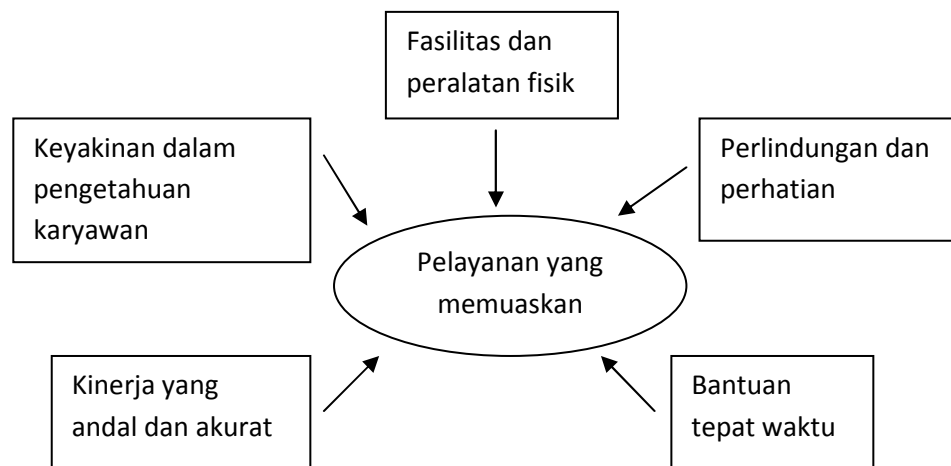 Fasilitas dan
peralatan fisik
Keyakinan dalam
pengetahuan
karyawan
Perlindungan dan
perhatian
Pelayanan yang
memuaskan
Kinerja yang
andal dan akurat
Bantuan
tepat waktu